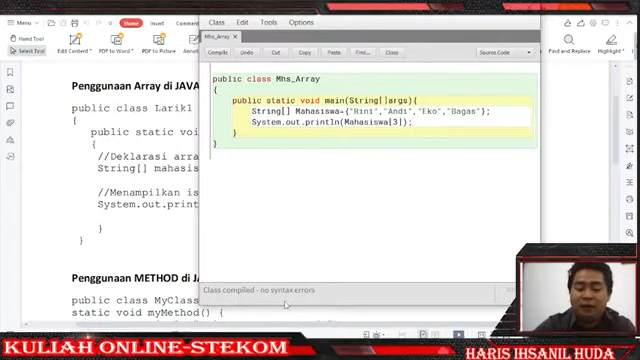 Menu
Home
Insert
Hand Tool
Select Tool
Edit Content
PDF to Picture
PDF to
Find and Replace
Highlight
Class Edit Tools Options
Mhs_Array
Compile Undo Cut Copy Paste Find... Close Source Code
public class Mhs_Array
{
public static void main(String[]args){
String[] Mahasiswa={"Rini","Andi","Eko","Bagas"};
System.out.println(Mahasiswa[3]);
}
}
Class compiled - no syntax errors
Penggunaan Array di JAVA
public class Larik1
{
public static void
//Deklarasi arra
String[] mahasis
//Menampilkan is
System.out.print
}
}
Penggunaan METHOD di JA
public class MyClass
static void myMethod() {
KULIAH ONLINE-STEKOM
HARIS IHSANIL HUDA